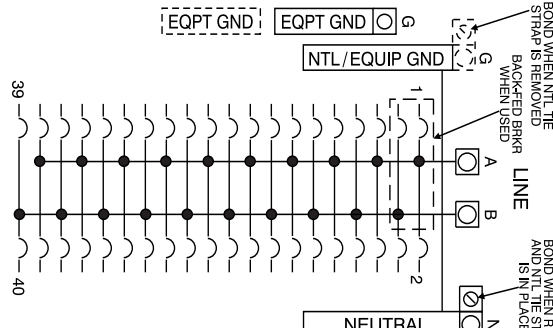 EQPT GND
EQPT GND
G
NTL/EQUIP GND
G
BOND WHEN NTL TIE
STRAP IS REMOVED
BACK-FED BRKR
WHEN USED
LINE
A
B
1
39
2
40
BOND WHEN
AND NTL TIE
IS IN PLACE
N
NEUTRAL